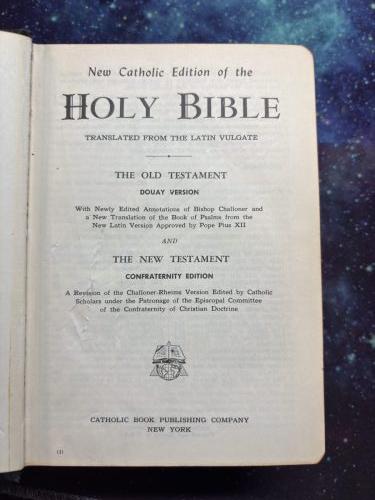 New Catholic Edition of the
HOLY BIBLE
TRANSLATED FROM THE LATIN VULGATE
THE OLD TESTAMENT
DOUAY VERSION
With Newly Edited Annotations of Bishop Challoner and
a New Translation of the Book of Psalms from the
New Latin Version Approved by Pope Pius XII
AND
THE NEW TESTAMENT
CONFRATERNITY EDITION
A Revision of the Challoner-Rheims Version Edited by Catholic
Scholars under the Patronage of the Episcopal Committee
of the Confraternity of Christian Doctrine
CATHOLIC BOOK PUBLISHING COMPANY
NEW YORK